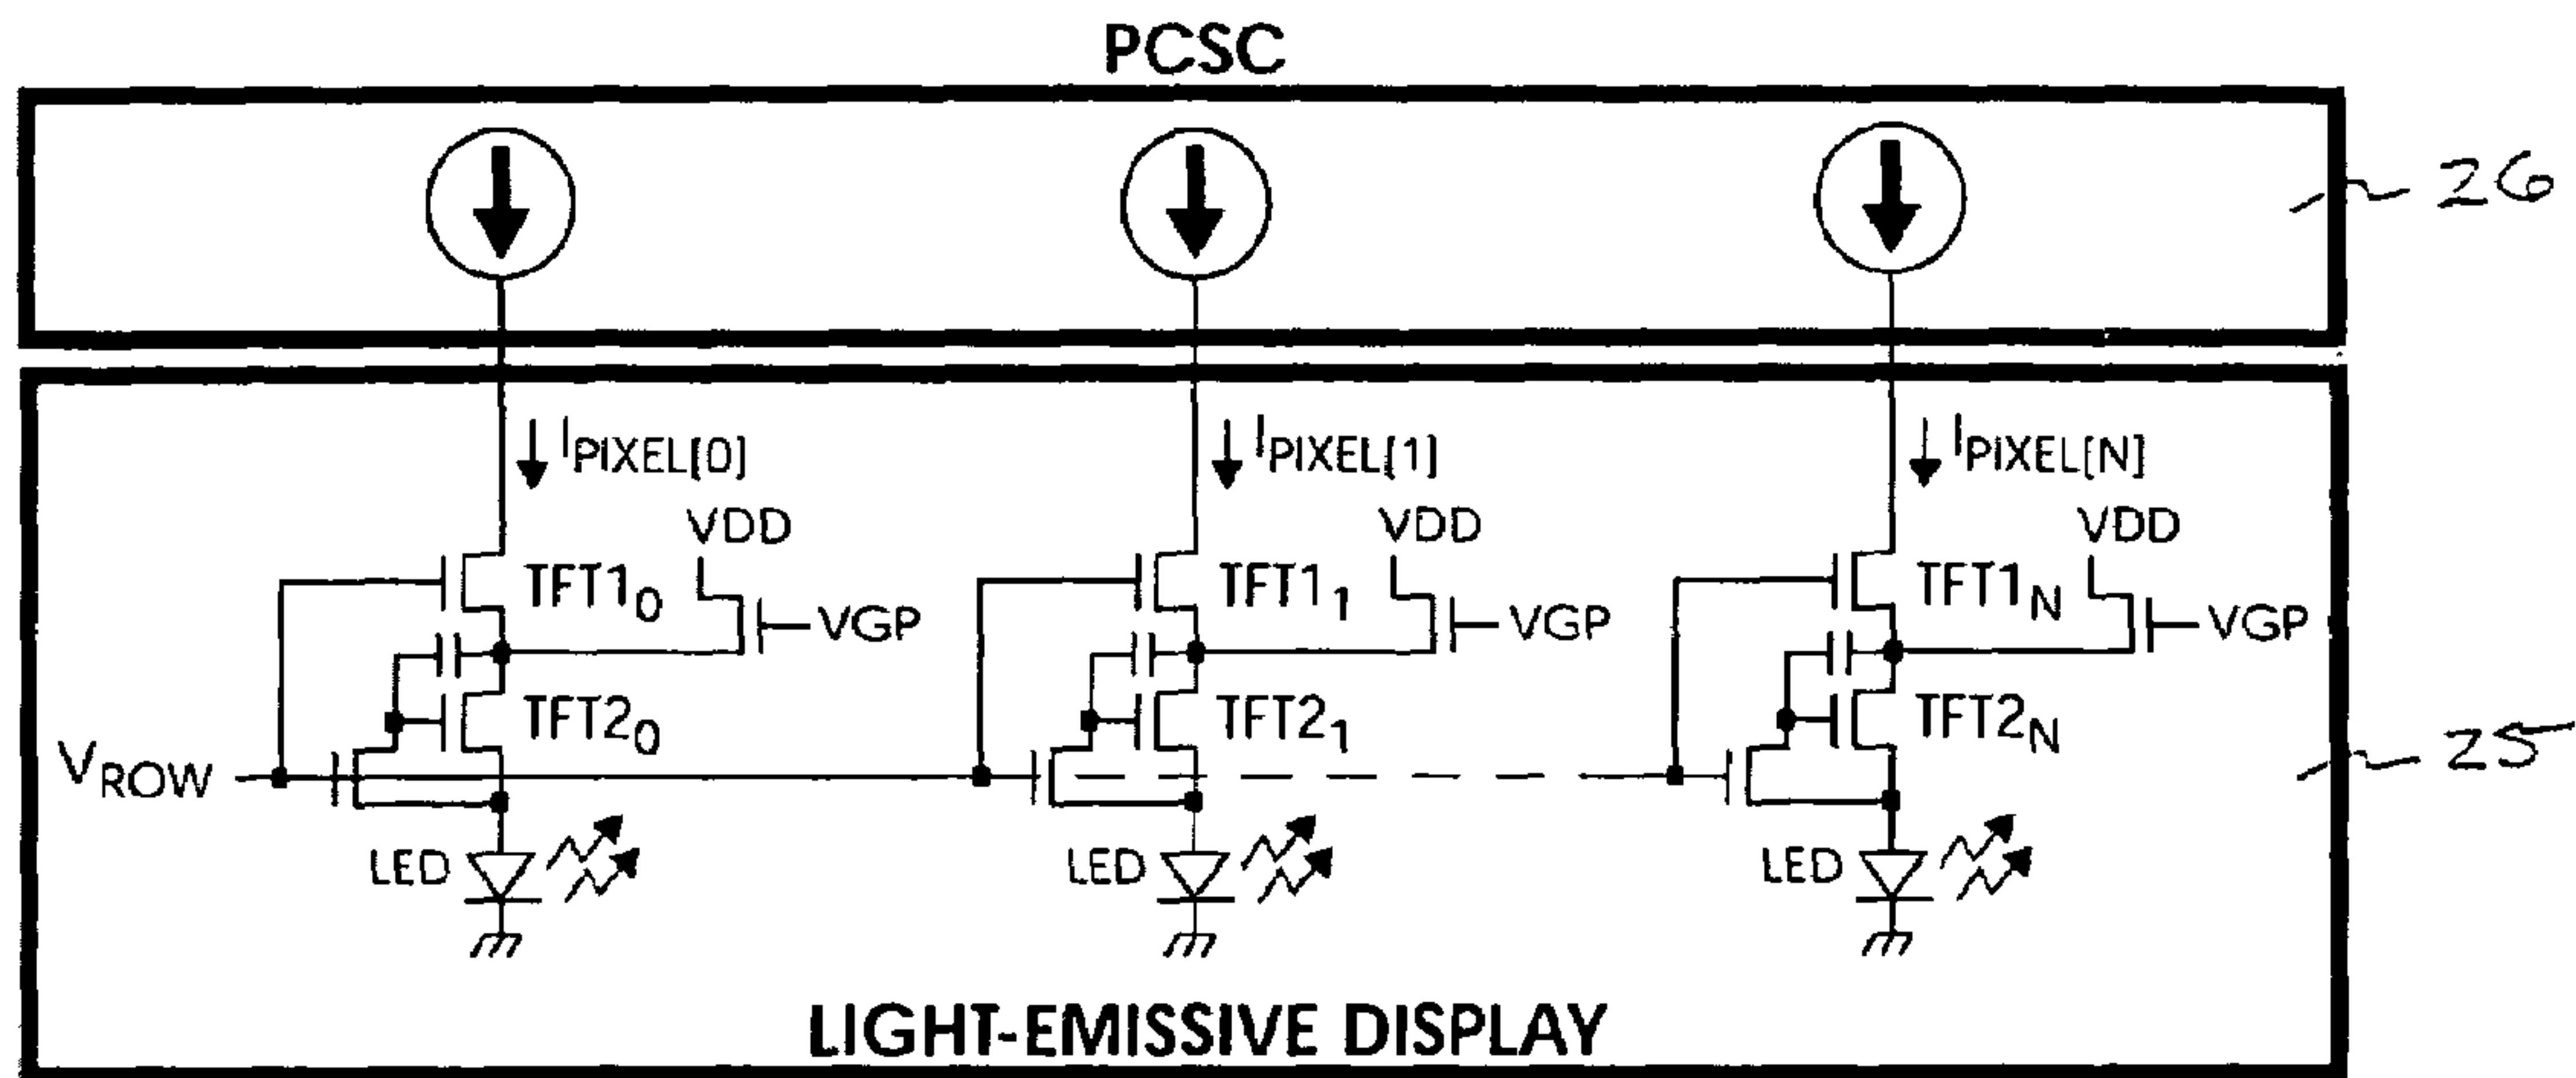 PCSC
26
IPIXEL[0] IPIXEL[1] IPIXEL[N]
VDD VDD VDD
TFT10 VGP TFT11 VGP TFT1N VGP
TFT20 TFT21 TFT2N
VROW
25
LED LED LED
LIGHT-EMISSIVE DISPLAY